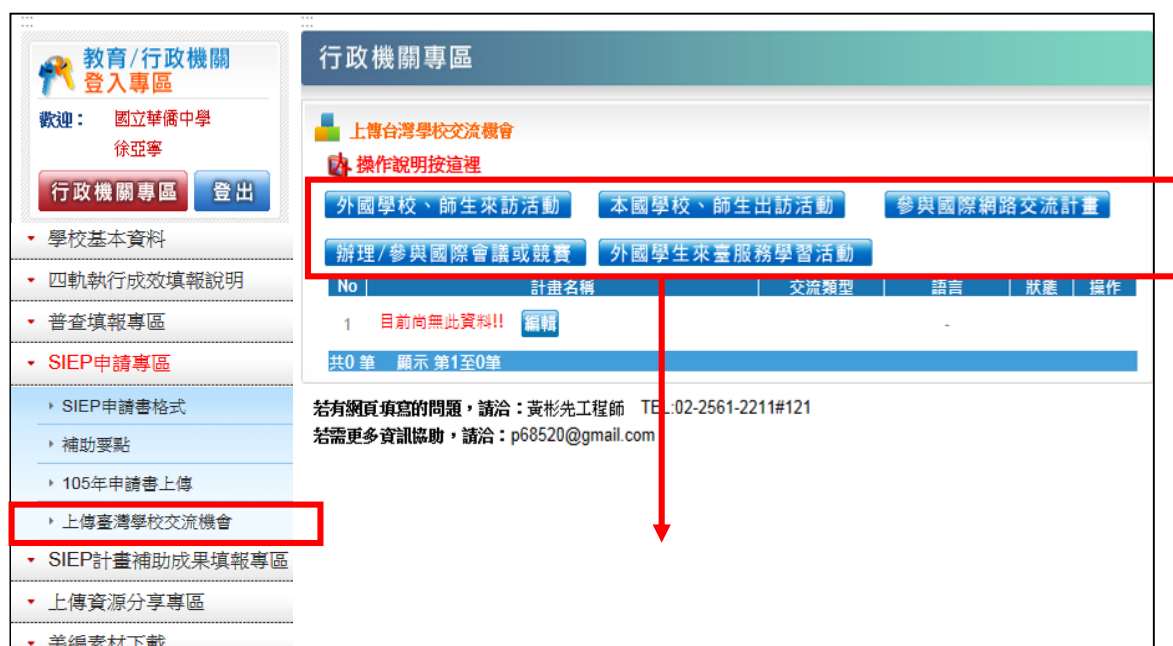 教育/行政機關
登入專區
歡迎： 國立華僑中學
徐亞寧
行政機關專區 登出
學校基本資料
四軌執行成效填報說明
普查填報專區
SIEP申請專區
SIEP申請書格式
補助要點
105年申請書上傳
上傳臺灣學校交流機會
SIEP計畫補助成果填報專區
上傳資源分享專區
美編素材下載
行政機關專區
上傳台灣學校交流機會
操作說明按這裡
外國學校、師生來訪活動 本國學校、師生出訪活動 參與國際網路交流計畫
辦理/參與國際會議或競賽 外國學生來臺服務學習活動
No 計畫名稱 交流類型 語言 狀態 操作
1 目前尚無此資料!! 編輯 -
共0 筆 顯示 第1至0筆
若有網頁填寫的問題，請洽：黃彬先工程師 TEL:02-2561-2211#121
若需更多資訊協助，請洽：p68520@gmail.com